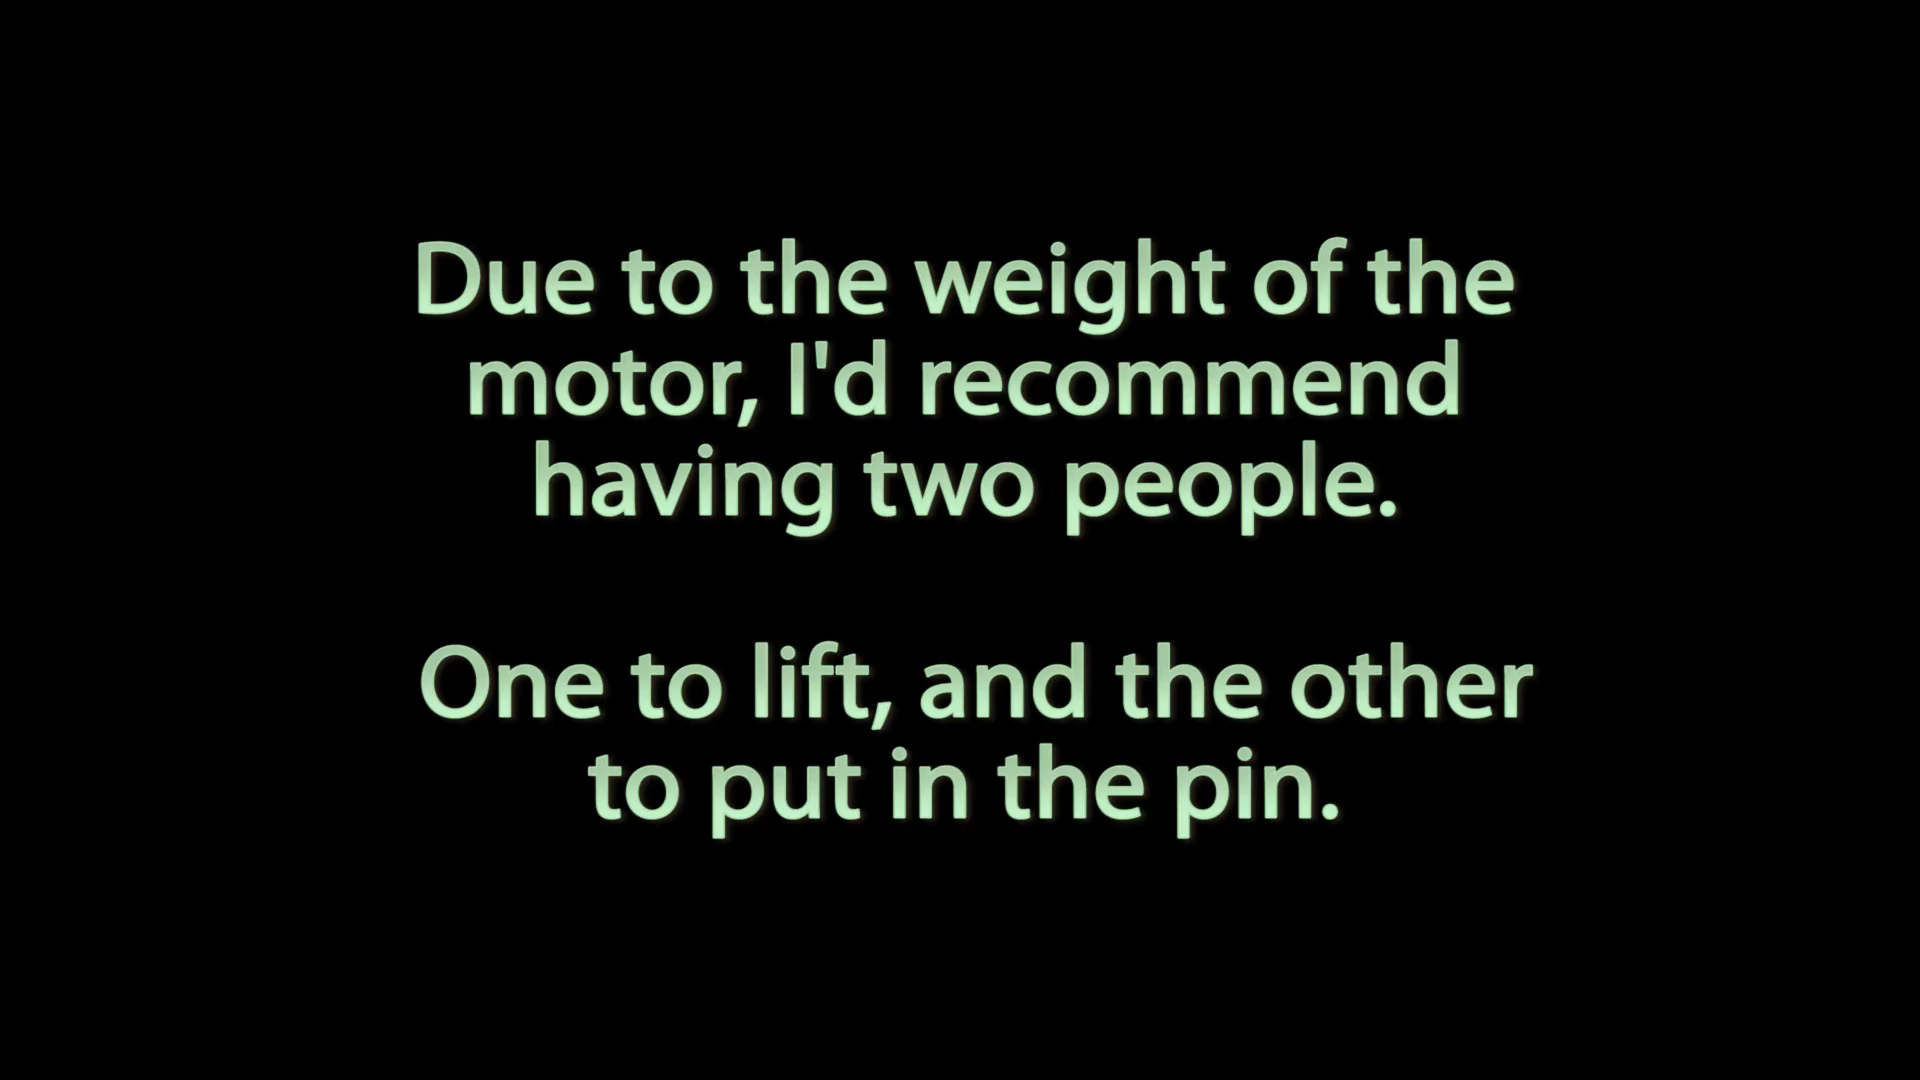 Due to the weight of the
motor, I'd recommend
having two people.
One to lift, and the other
to put in the pin.